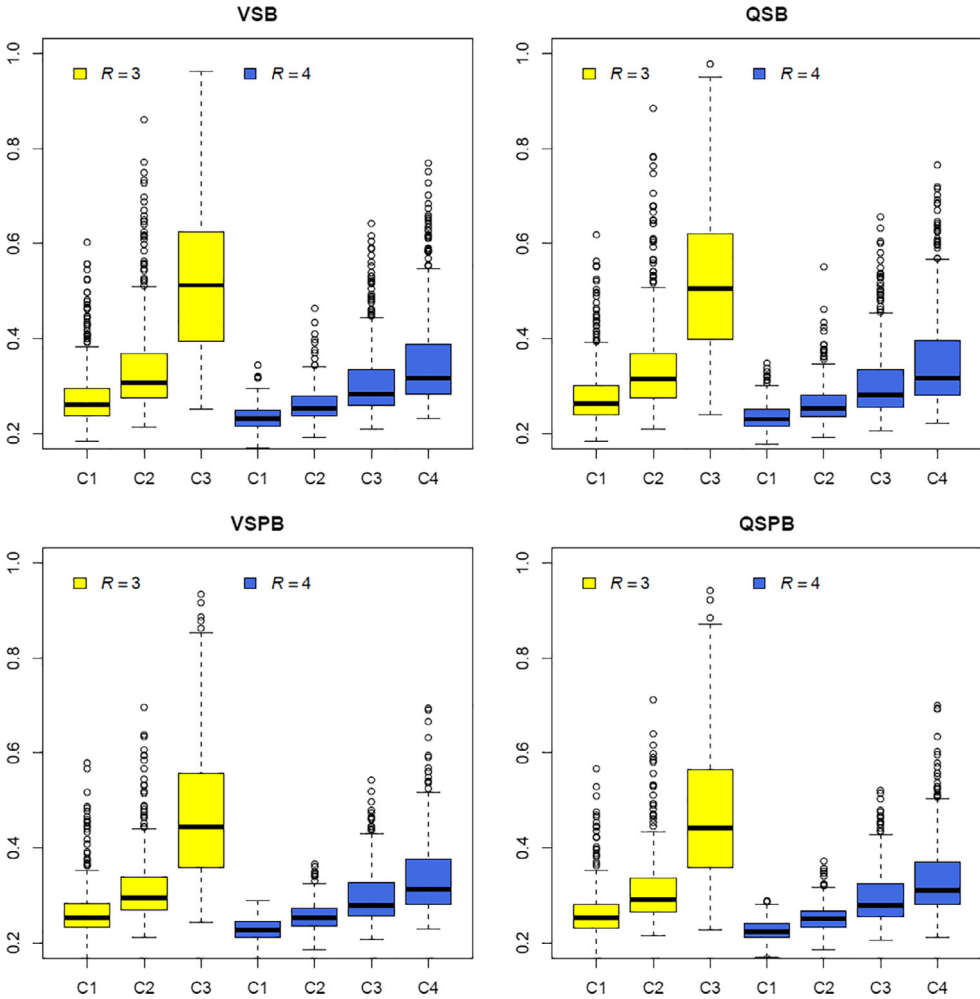 VSB
QSB
1.0
0.8
0.6
0.4
0.2
R = 3
R = 4
C1 C2 C3 C1 C2 C3 C4
1.0
0.8
0.6
0.4
0.2
R = 3
R = 4
C1 C2 C3 C1 C2 C3 C4
VSPB
QSPB
1.0
0.8
0.6
0.4
0.2
R = 3
R = 4
C1 C2 C3 C1 C2 C3 C4
1.0
0.8
0.6
0.4
0.2
R = 3
R = 4
C1 C2 C3 C1 C2 C3 C4